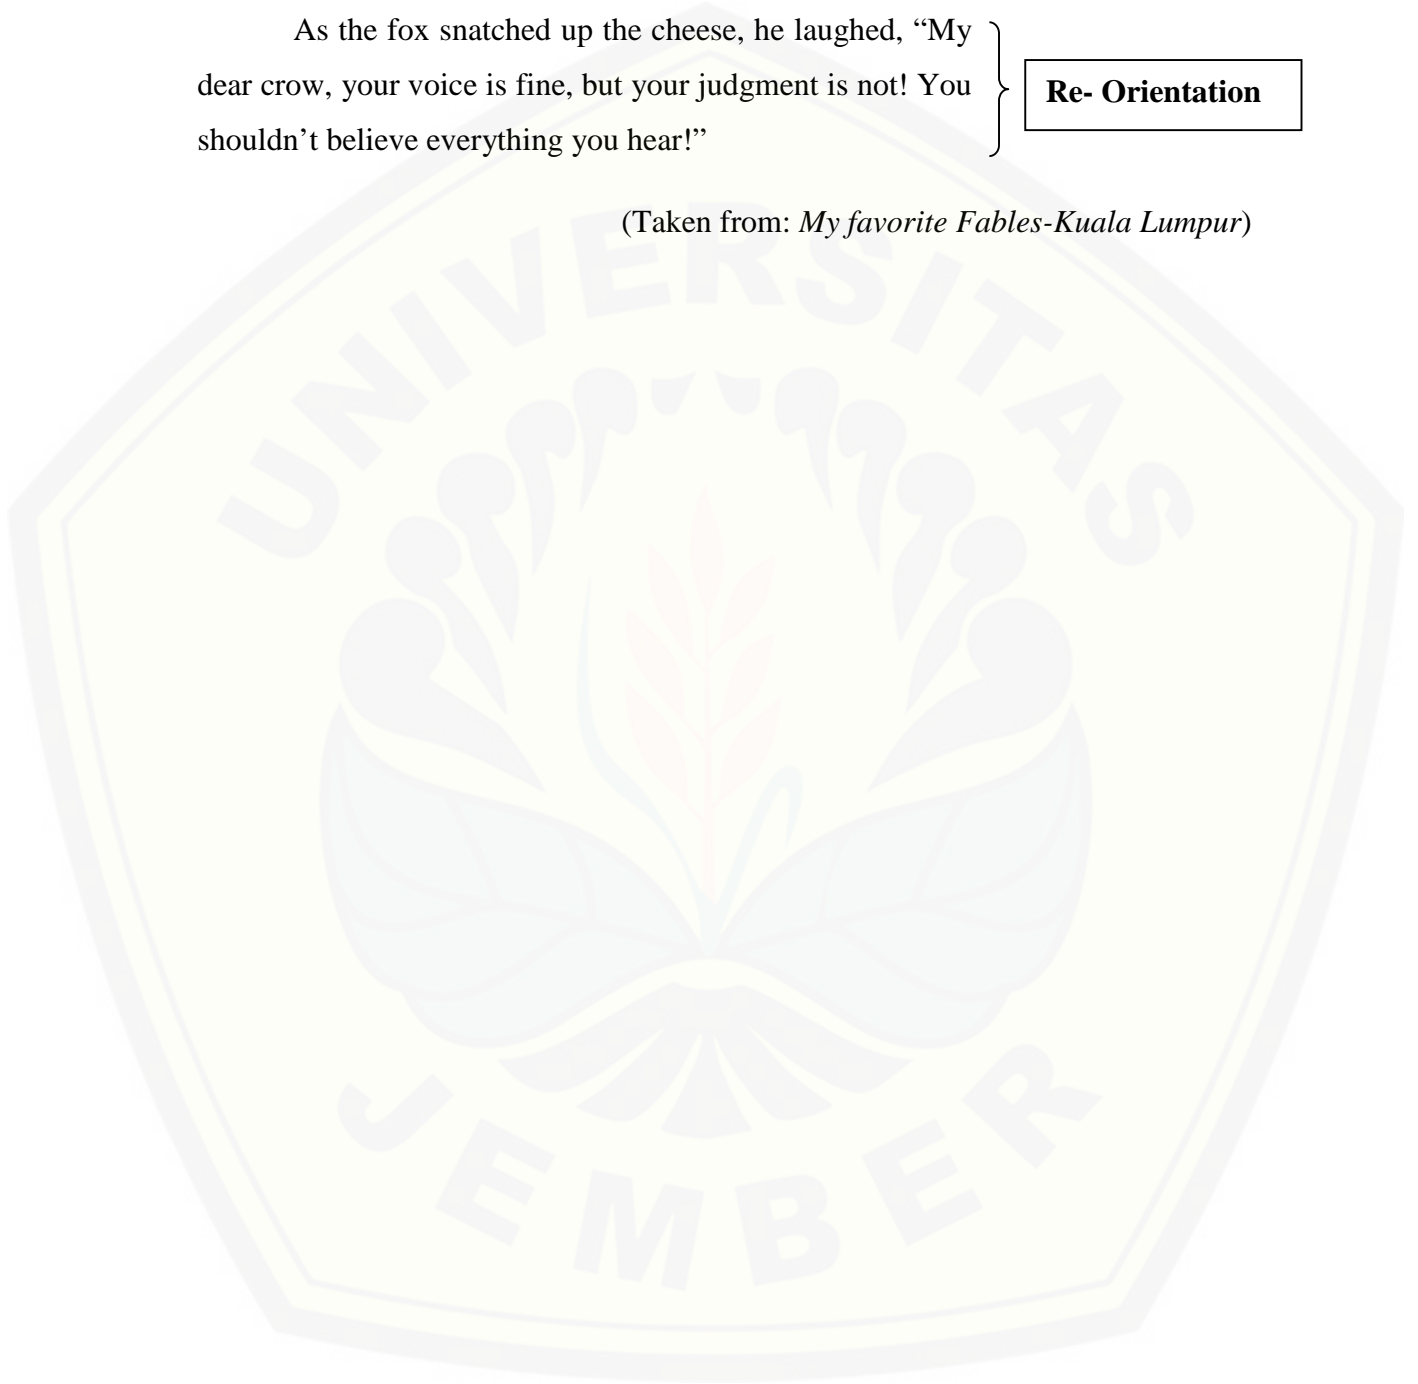 As the fox snatched up the cheese, he laughed, “My
dear crow, your voice is fine, but your judgment is not! You
shouldn’t believe everything you hear!”
Re- Orientation
(Taken from: My favorite Fables-Kuala Lumpur)
UNIVERSITAS
JEMBER